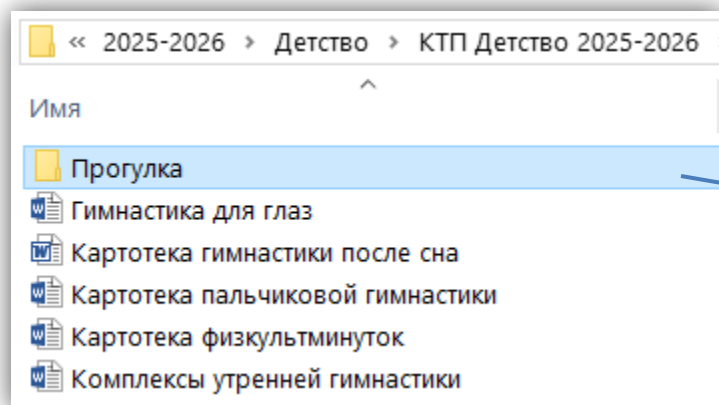 « 2025-2026 > Детство > КТП Детство 2025-2026
Имя
Прогулка
Гимнастика для глаз
Картотека гимнастики после сна
Картотека пальчиковой гимнастики
Картотека физкультминуток
Комплексы утренней гимнастики